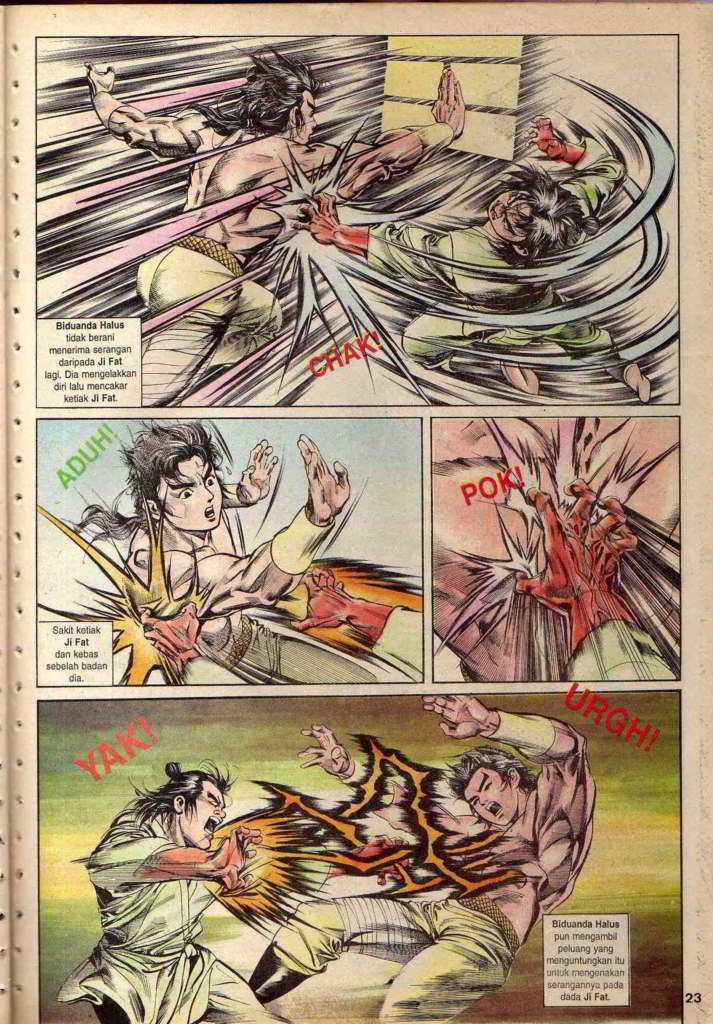 Biduanda Halus
tidak berani
menerima serangan
daripada Ji Fat
lagi. Dia mengelakkan
diri lalu mencakar
ketiak Ji Fat.
CHAK!
ADUH!
Sakit ketiak
Ji Fat
dan kebas
sebelah badan
dia.
POK!
YAK!
URGH!
Biduanda Halus
pun mengambil
peluang yang
menguntungkan itu
untuk mengenakan
serangannya pada
dada Ji Fat.
23